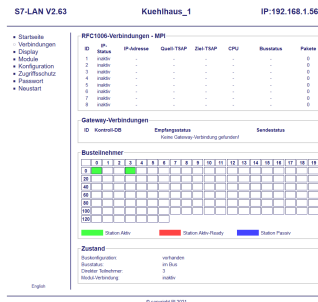 S7-LAN V2.63 Kuehlhaus_1 IP:192.168.1.56
Startseite
Verbindungen
Display
Module
Konfiguration
Zugriffsschutz
Passwort
Neustart
English
RFC1006-Verbindungen - MPI
ID IP-Status IP-Adresse Quell-TSAP Ziel-TSAP CPU Busstatus Pakete
1 inaktiv - - - - - 0
2 inaktiv - - - - - 0
3 inaktiv - - - - - 0
4 inaktiv - - - - - 0
5 inaktiv - - - - - 0
6 inaktiv - - - - - 0
7 inaktiv - - - - - 0
8 inaktiv - - - - - 0
Gateway-Verbindungen
ID Kontroll-DB Empfangsstatus Sendestatus
Keine Gateway-Verbindung gefunden!
Busteilnehmer
0 1 2 3 4 5 6 7 8 9 10 11 12 13 14 15 16 17 18 19
0
20
40
60
80
100
120
Station Aktiv Station Aktiv-Ready Station Passiv
Zustand
Buskonfiguration: vorhanden
Busstatus: im Bus
Direkter Teilnehmer: 3
Modul-Verbindung: inaktiv